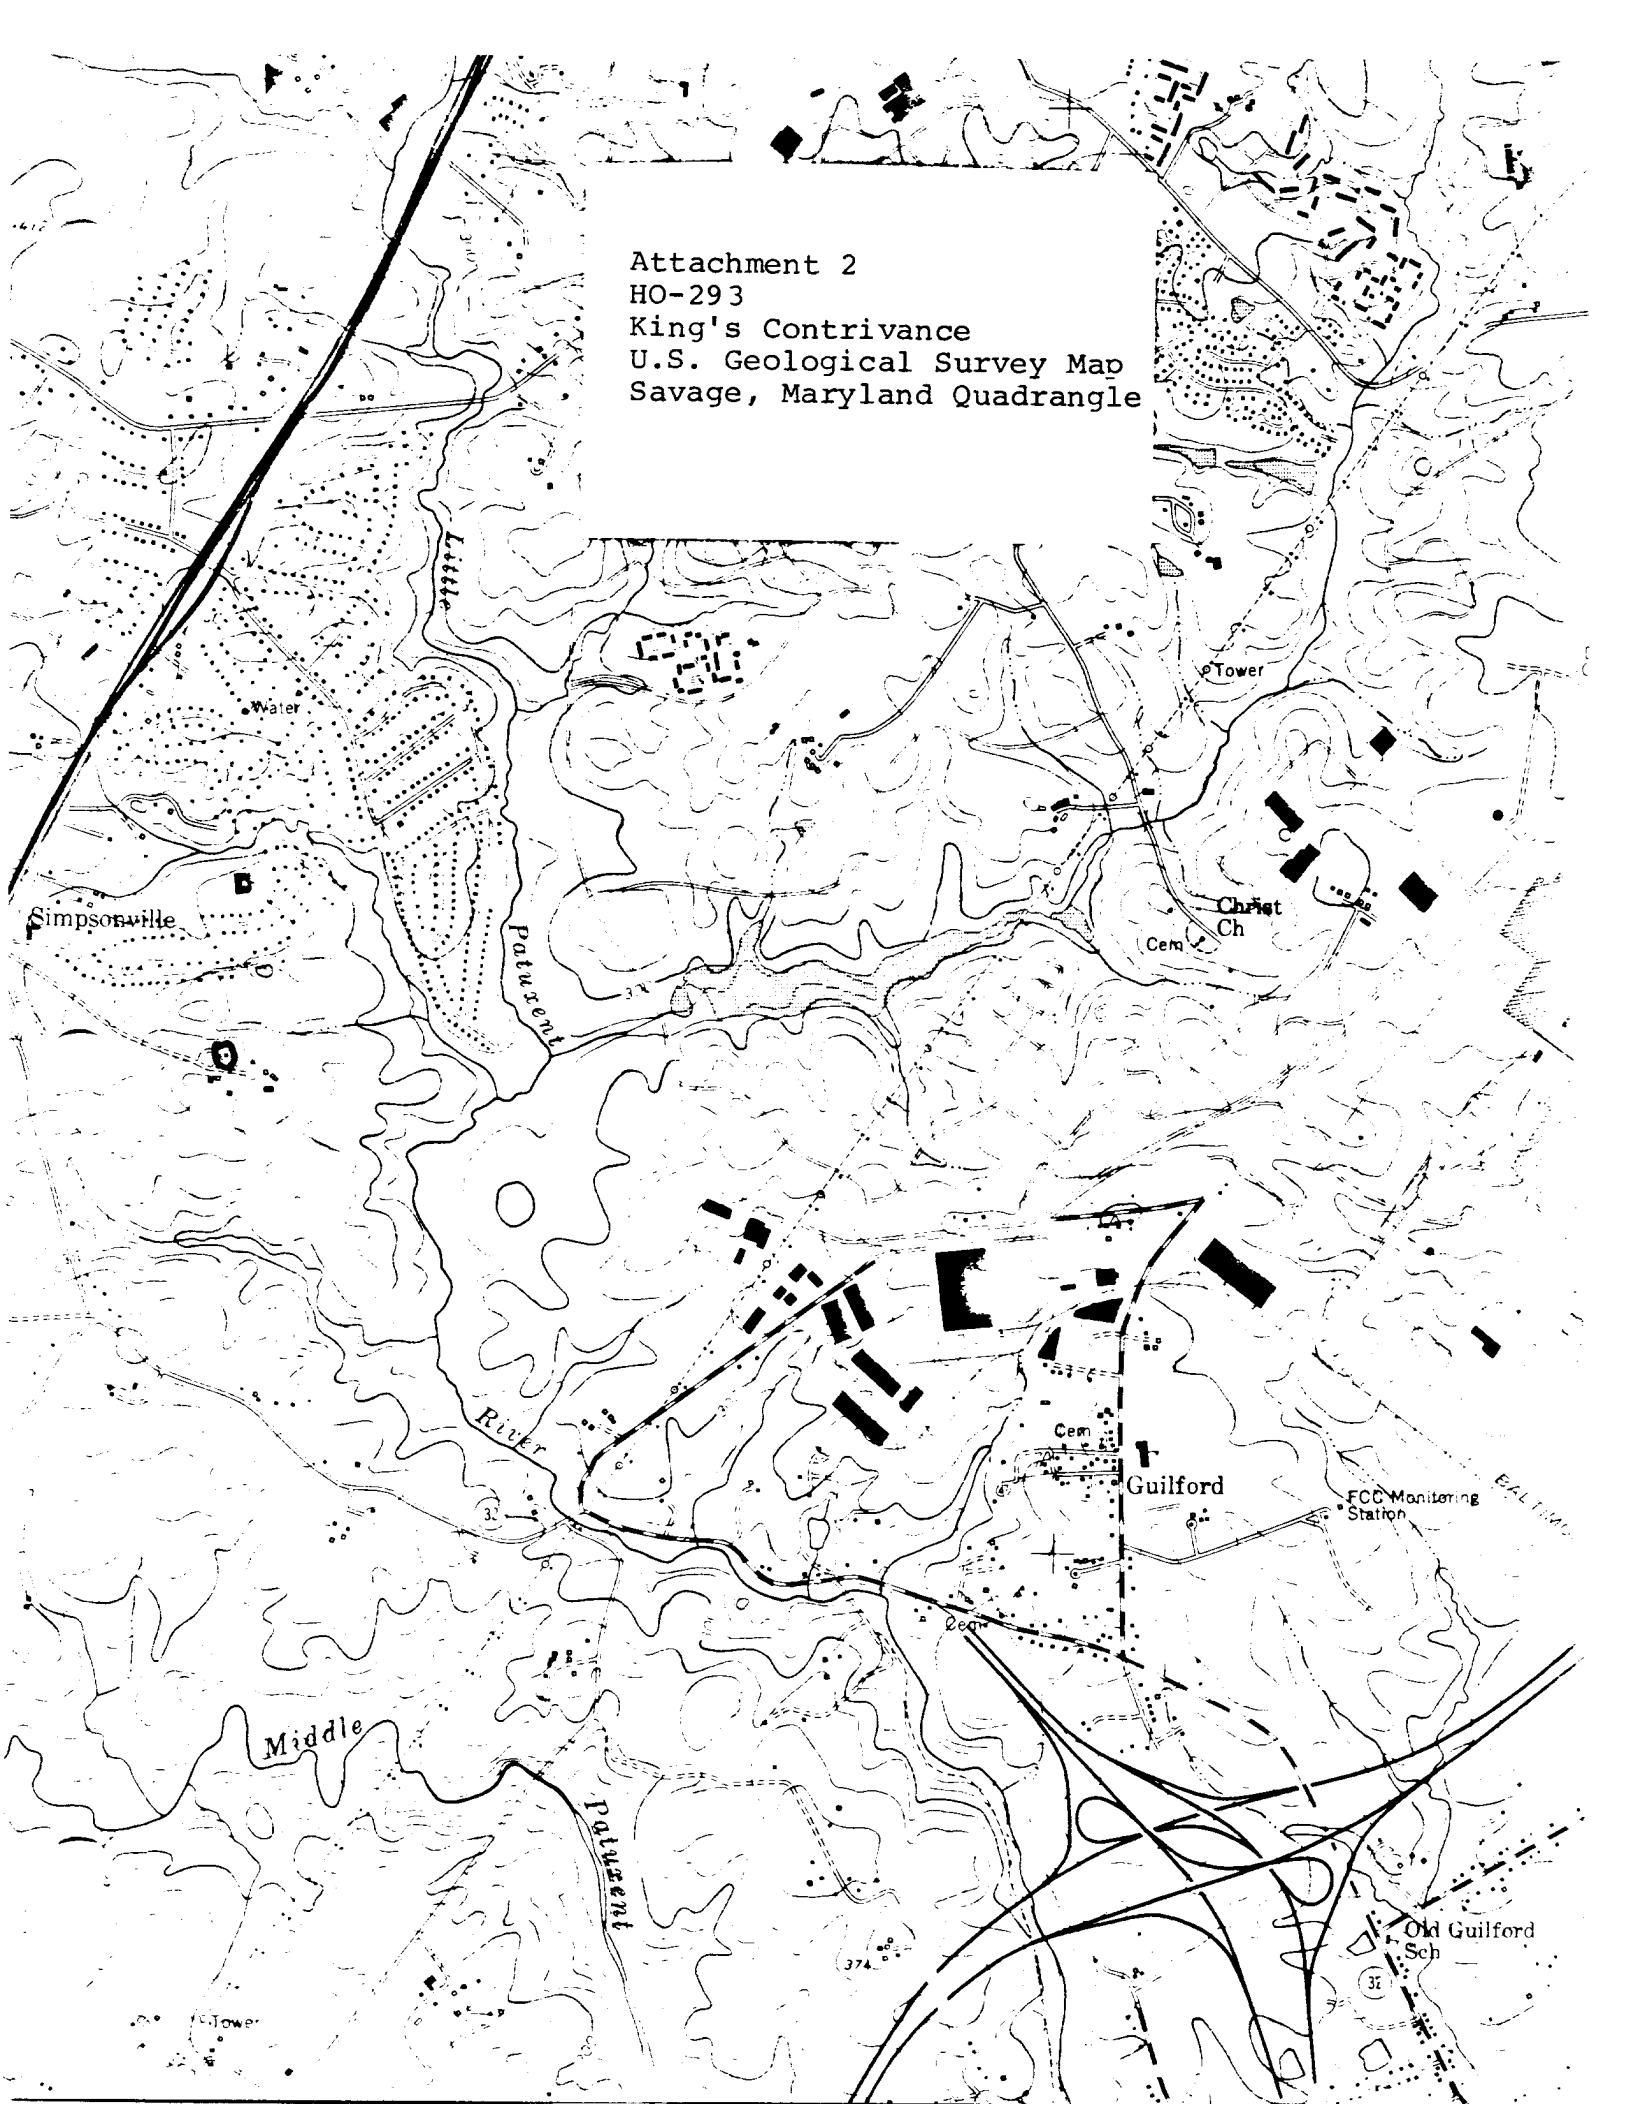 Attachment 2
HO-293
King's Contrivance
U.S. Geological Survey Map
Savage, Maryland Quadrangle
Little
Tower
Water
Simpsonville
Christ
Ch
Cem
Patuxent
River
Cem
Guilford
FCC Monitoring
Station
32
Cem
Middle
Patuxent
Old Guilford
Sch
374
32
Tower